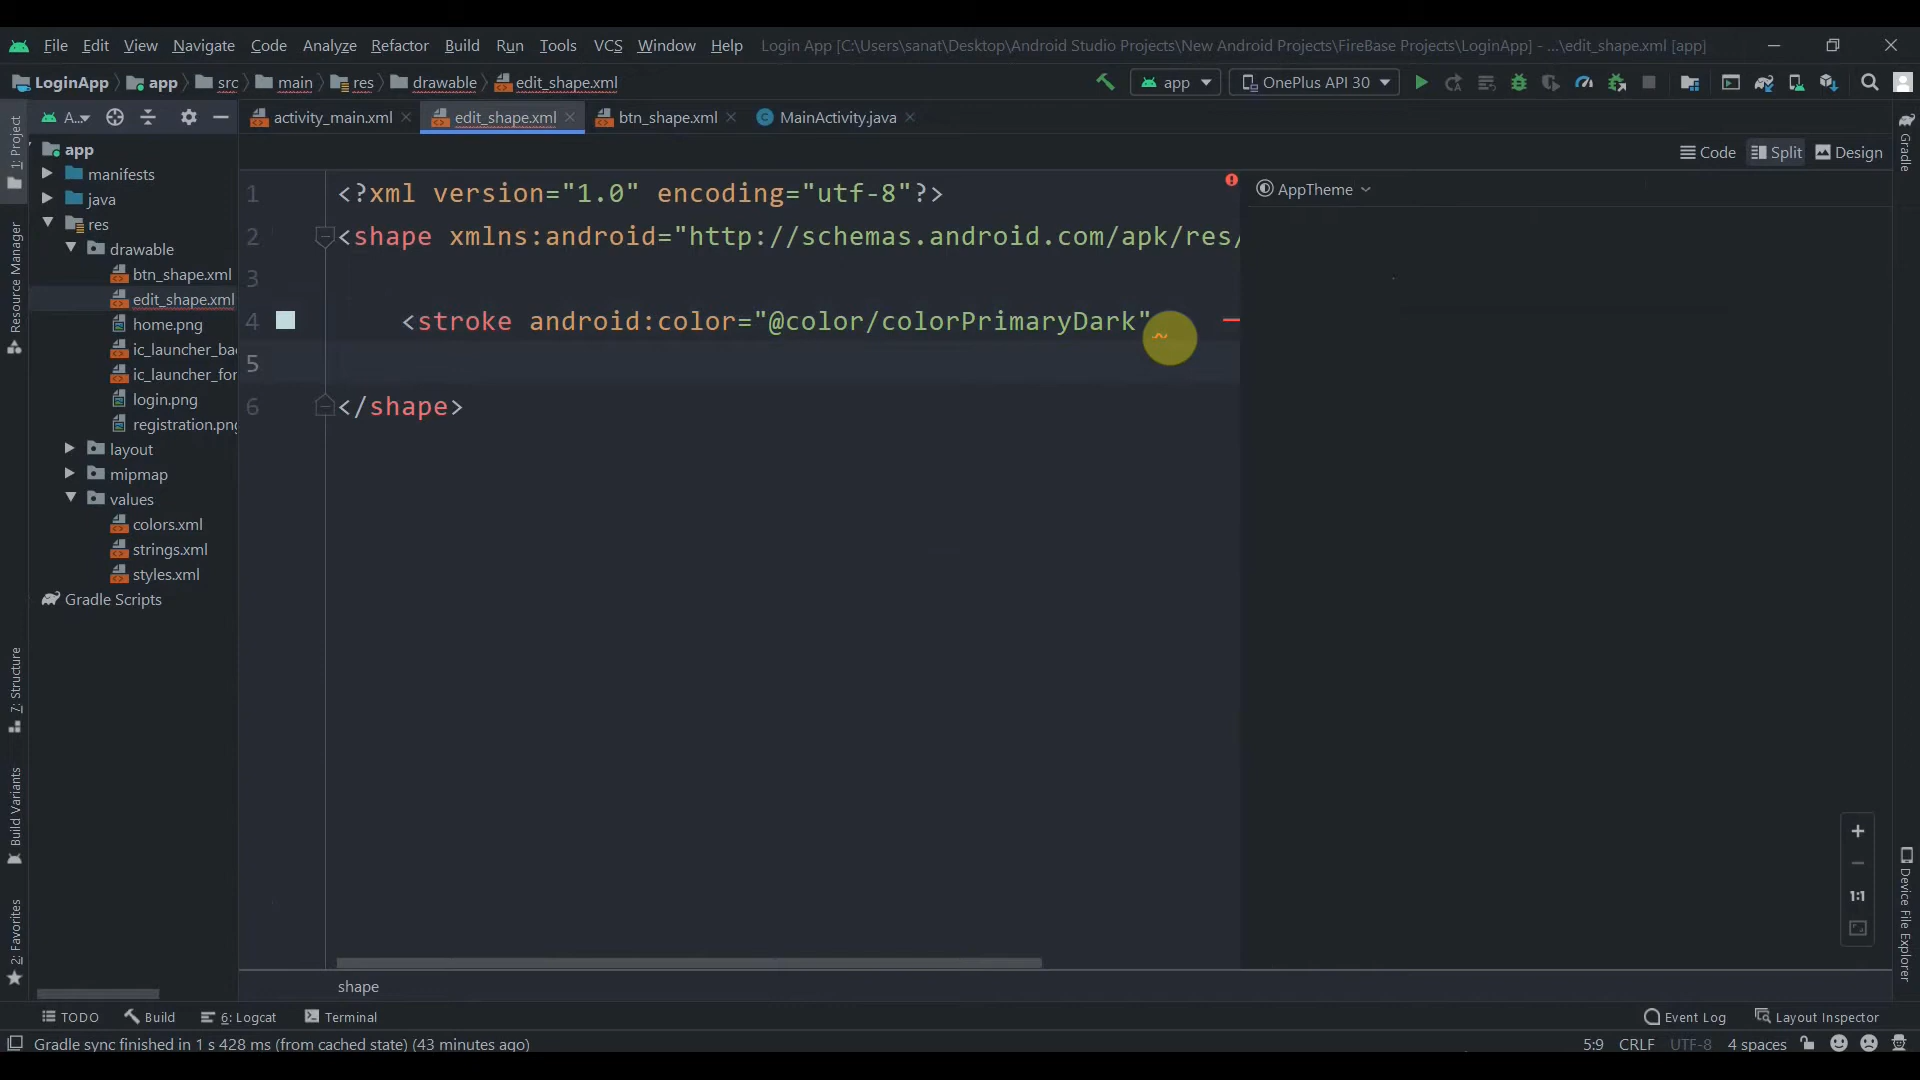 File Edit View Navigate Code Analyze Refactor Build Run Tools VCS Window Help Login App [C:\Users\sanat\Desktop\Android Studio Projects\New Android Projects\FireBase Projects\LoginApp] - ...\edit_shape.xml [app]
LoginApp app src main res drawable edit_shape.xml app OnePlus API 30
A... activity_main.xml edit_shape.xml btn_shape.xml MainActivity.java
Code Split Design
AppTheme
1: Project
Resource Manager
7: Structure
Build Variants
2: Favorites
app
manifests
java
res
drawable
btn_shape.xml
edit_shape.xml
home.png
ic_launcher_ba
ic_launcher_for
login.png
registration.png
layout
mipmap
values
colors.xml
strings.xml
styles.xml
Gradle Scripts
1 <?xml version="1.0" encoding="utf-8"?>
2 <shape xmlns:android="http://schemas.android.com/apk/res/
3
4 <stroke android:color="@color/colorPrimaryDark"
5
6 </shape>
shape
1:1
Gradle
Device File Explorer
TODO Build 6: Logcat Terminal Event Log Layout Inspector
Gradle sync finished in 1 s 428 ms (from cached state) (43 minutes ago) 5:9 CRLF UTF-8 4 spaces